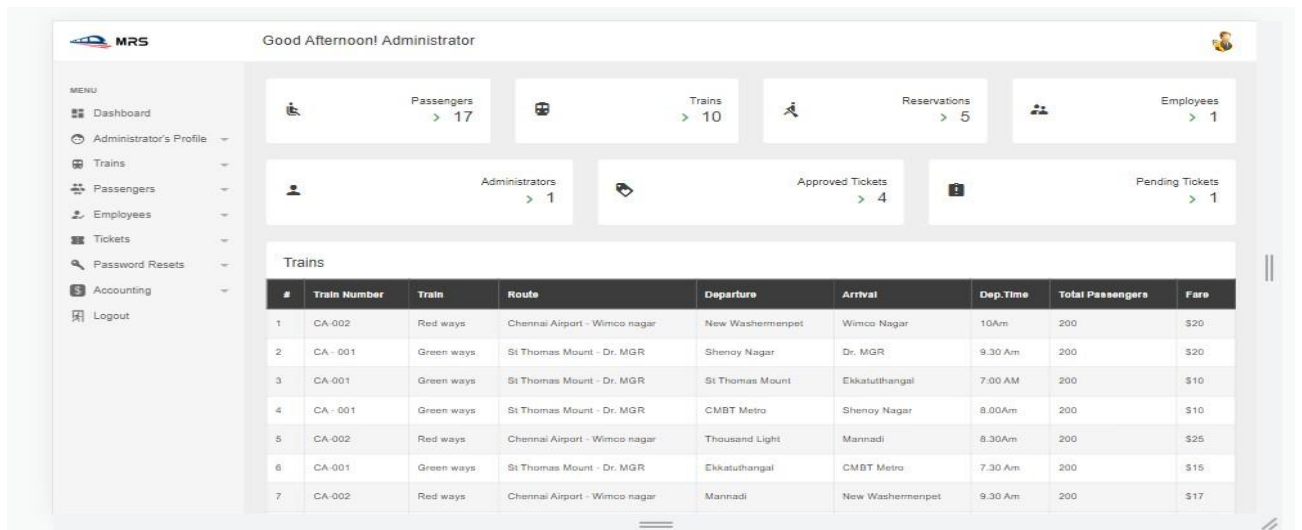 MRS
Good Afternoon! Administrator
MENU
Dashboard
Administrator's Profile
Trains
Passengers
Employees
Tickets
Password Resets
Accounting
Logout
Passengers
> 17
Trains
> 10
Reservations
> 5
Employees
> 1
Administrators
> 1
Approved Tickets
> 4
Pending Tickets
> 1
Trains
# Train Number Train Route Departure Arrival Dep.Time Total Passengers Fare
1 CA-002 Red ways Chennai Airport - Wimco nagar New Washermenpet Wimco Nagar 10Am 200 $20
2 CA - 001 Green ways St Thomas Mount - Dr. MGR Shenoy Nagar Dr. MGR 9.30 Am 200 $20
3 CA-001 Green ways St Thomas Mount - Dr. MGR St Thomas Mount Ekkatutthangal 7:00 AM 200 $10
4 CA - 001 Green ways St Thomas Mount - Dr. MGR CMBT Metro Shenoy Nagar 8.00Am 200 $10
5 CA-002 Red ways Chennai Airport - Wimco nagar Thousand Light Mannadi 8.30Am 200 $25
6 CA-001 Green ways St Thomas Mount - Dr. MGR Ekkatuthangal CMBT Metro 7.30 Am 200 $15
7 CA-002 Red ways Chennai Airport - Wimco nagar Mannadi New Washermenpet 9.30 Am 200 $17